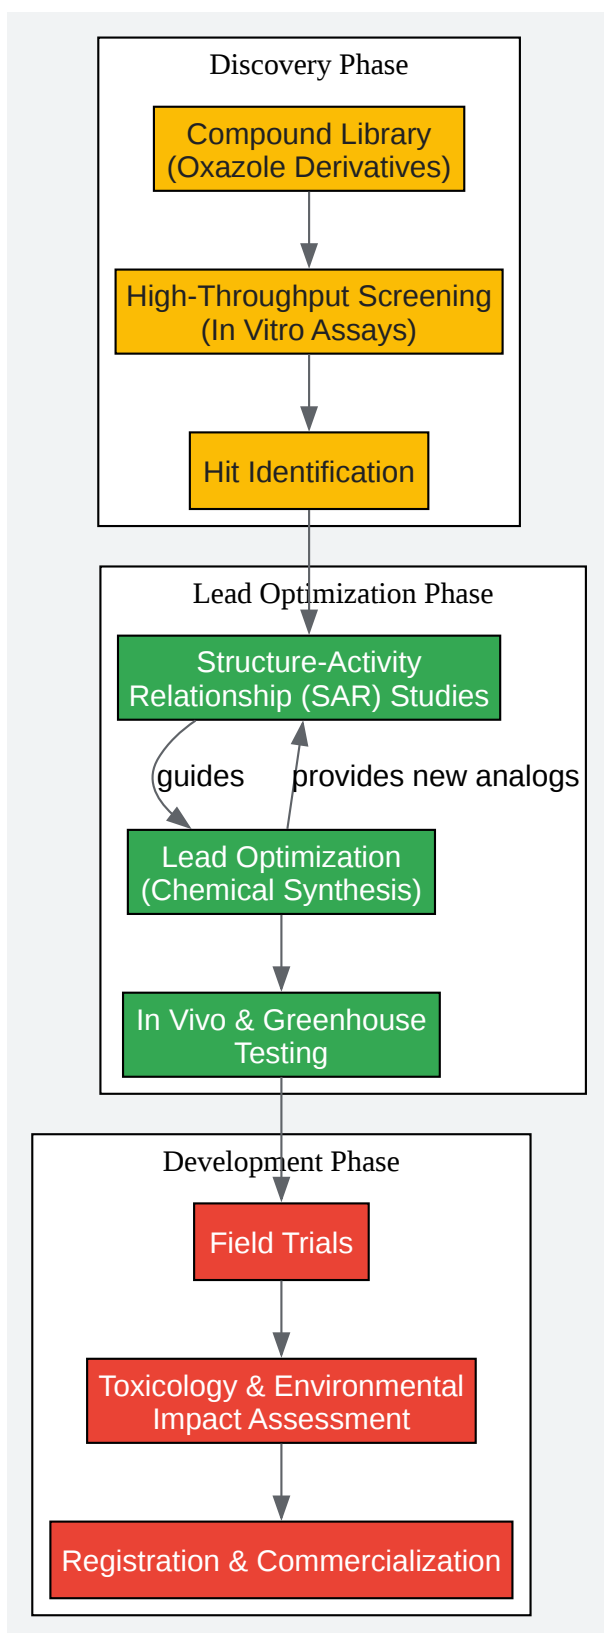 Discovery Phase
Compound Library
(Oxazole Derivatives)
High-Throughput Screening
(In Vitro Assays)
Hit Identification
Lead Optimization Phase
Structure-Activity
Relationship (SAR) Studies
guides
provides new analogs
Lead Optimization
(Chemical Synthesis)
In Vivo & Greenhouse
Testing
Development Phase
Field Trials
Toxicology & Environmental
Impact Assessment
Registration & Commercialization